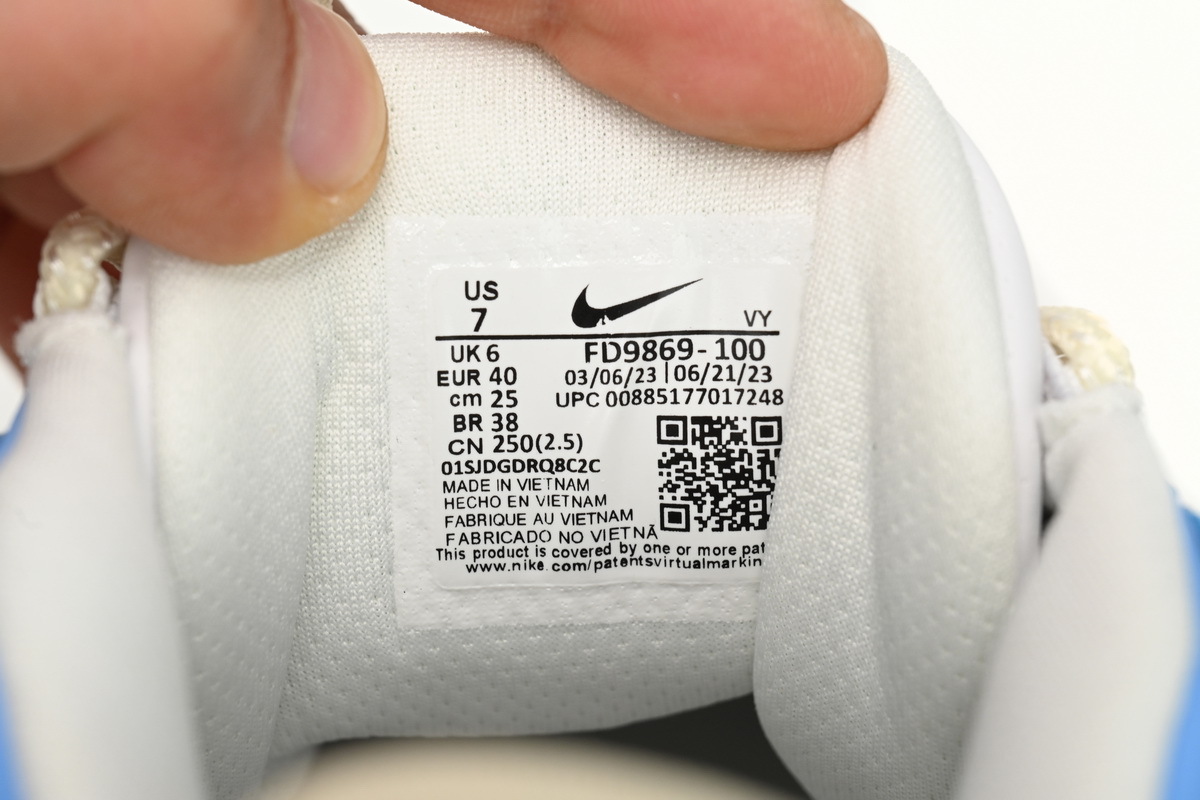 US
7
VY
UK 6
FD9869-100
EUR 40
03/06/23 | 06/21/23
cm 25
UPC 00885177017248
BR 38
CN 250(2.5)
01SJDGDRQ8C2C
MADE IN VIETNAM
HECHO EN VIETNAM
FABRIQUE AU VIETNAM
FABRICADO NO VIETNÃ
This product is covered by one or more pat
www.nike.com/patentsvirtualmarkin